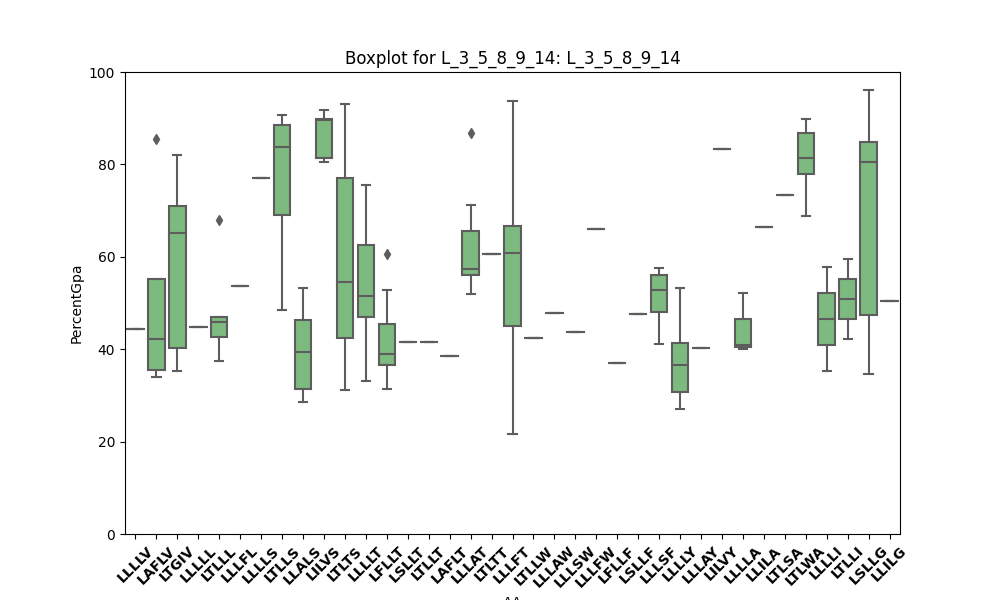 Boxplot for L_3_5_8_9_14: L_3_5_8_9_14
PercentGpa
100
80
60
40
20
0
LLLLV
LAFLV
LTGIV
LLLLL
LTLLL
LLLFL
LLLLS
LTLLS
LLALS
LILVS
LTLTS
LLLLT
LFLLT
LSLLT
LTLLT
LAFLT
LLLAT
LTLTT
LLLFT
LTLLW
LLLAW
LLLSW
LLLFW
LFLLF
LSLLF
LLLSF
LLLLY
LLLAY
LILVY
LLLLA
LLILA
LTLSA
LTLWA
LLLLI
LTLLI
LSLLG
LLILG